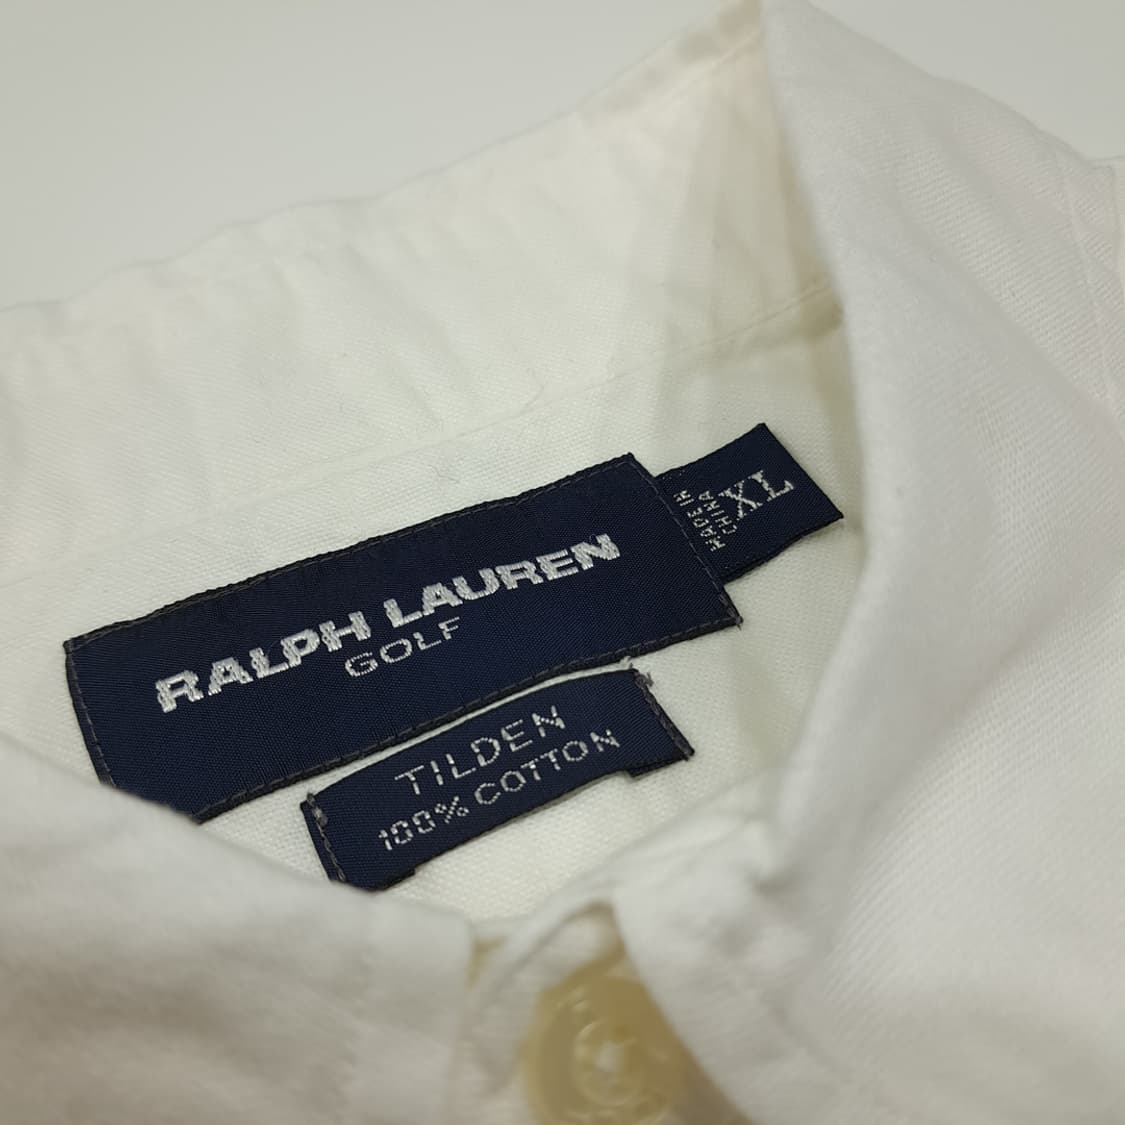 RALPH LAUREN
GOLF
MADE IN
CHINA
XL
TILDEN
100% COTTON